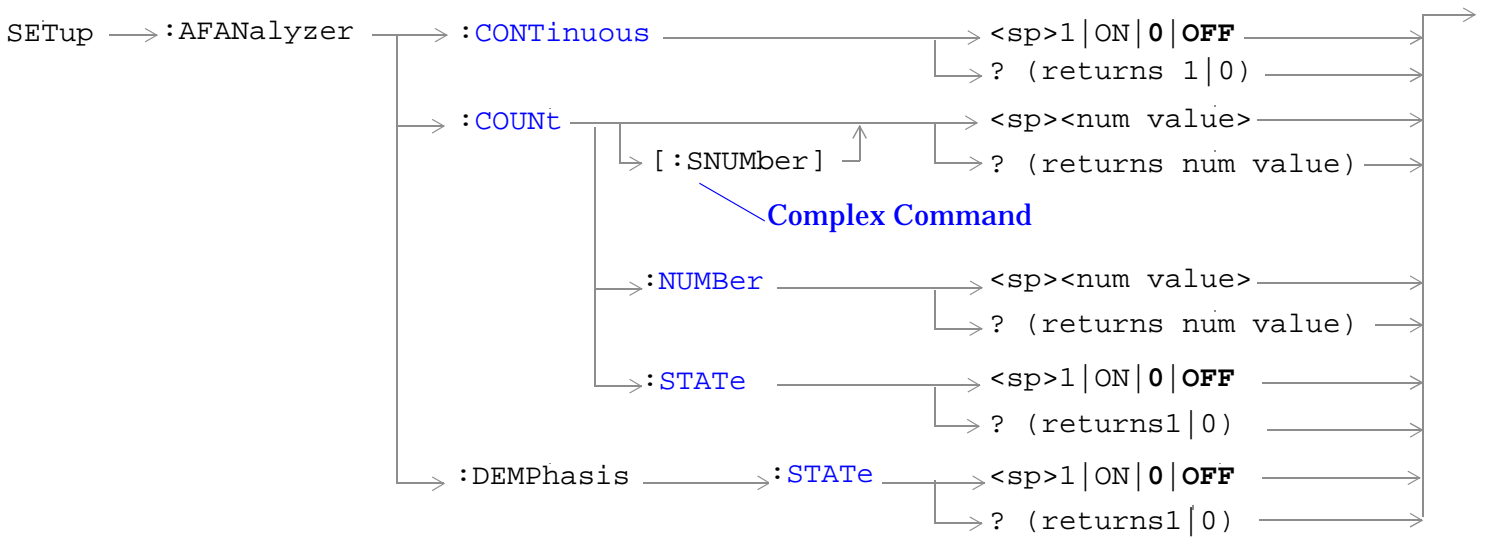 SETup :AFANalyzer :CONTinuous <sp>1|ON|0|OFF
? (returns 1|0)
:COUNt <sp><num value>
[:SNUMber] ? (returns num value)
Complex Command
:NUMBer <sp><num value>
? (returns num value)
:STATe <sp>1|ON|0|OFF
? (returns1|0)
:DEMPhasis :STATe <sp>1|ON|0|OFF
? (returns1|0)